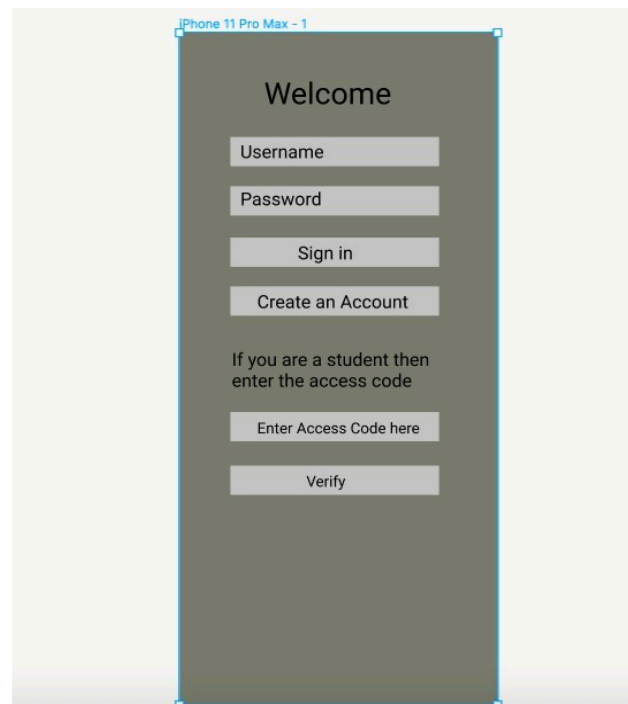 iPhone 11 Pro Max - 1
Welcome
Username
Password
Sign in
Create an Account
If you are a student then
enter the access code
Enter Access Code here
Verify